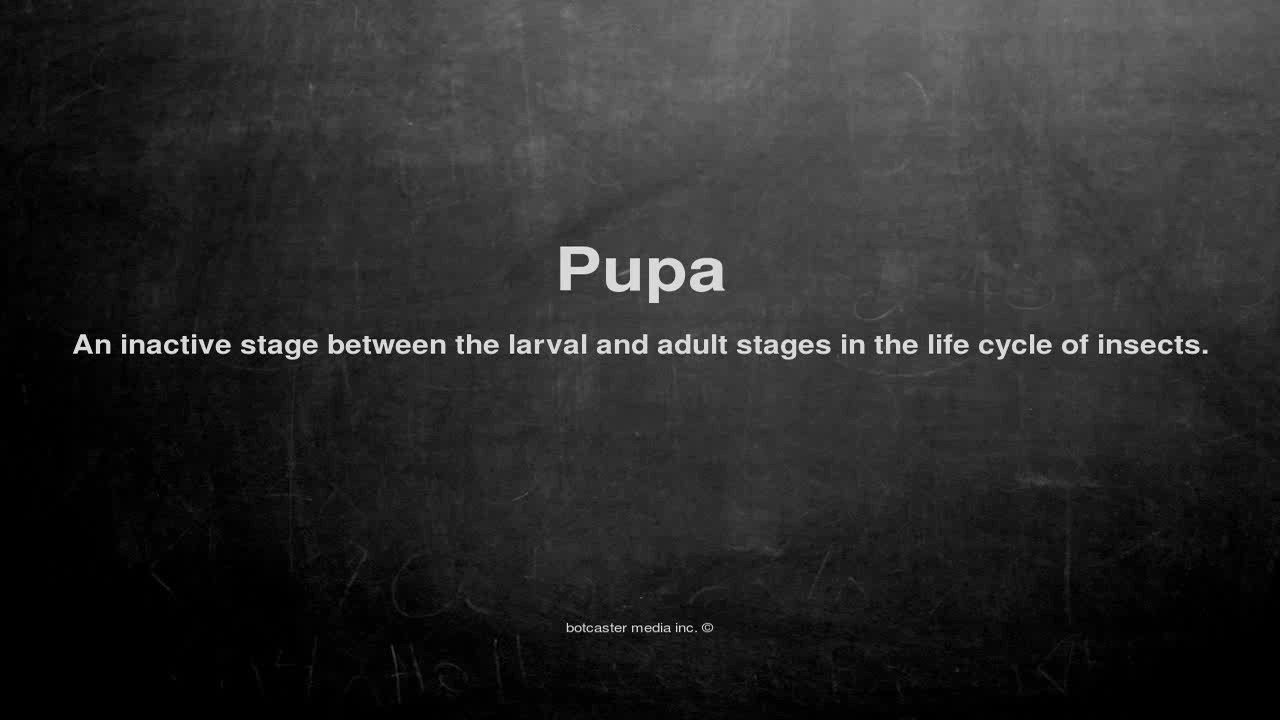 Pupa
An inactive stage between the larval and adult stages in the life cycle of insects.
botcaster media inc. ©